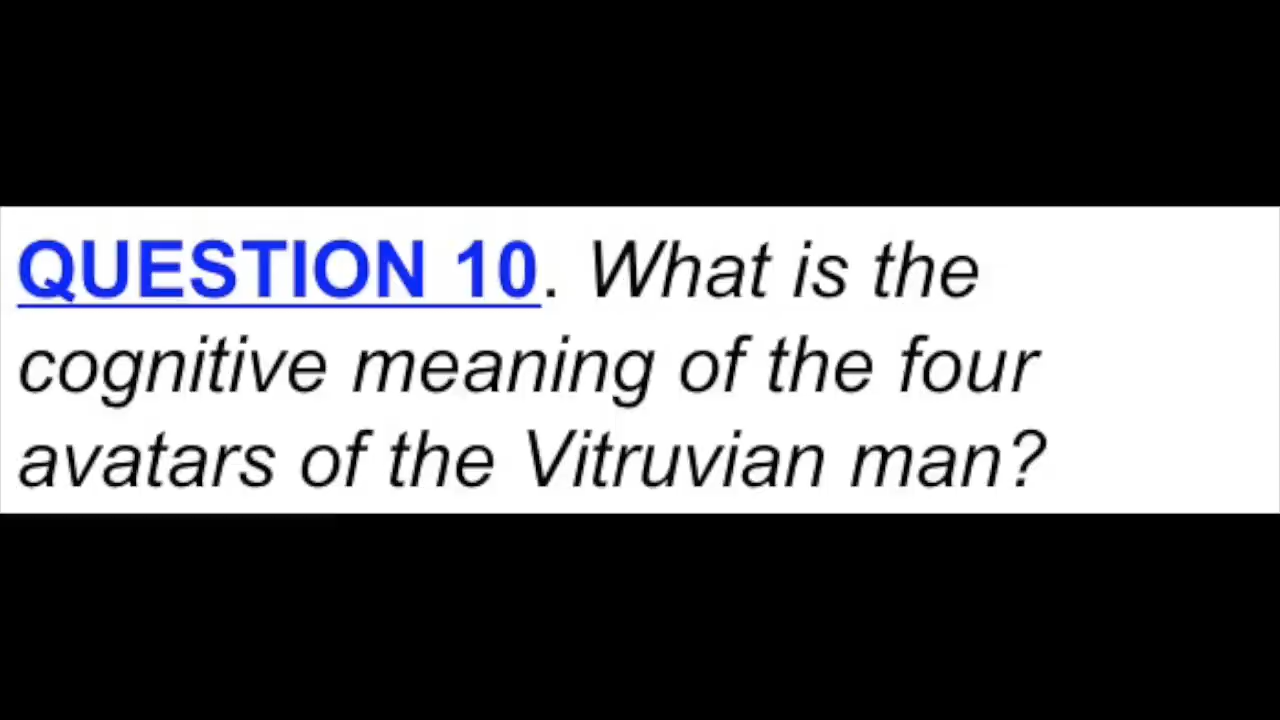 QUESTION 10. What is the
cognitive meaning of the four
avatars of the Vitruvian man?